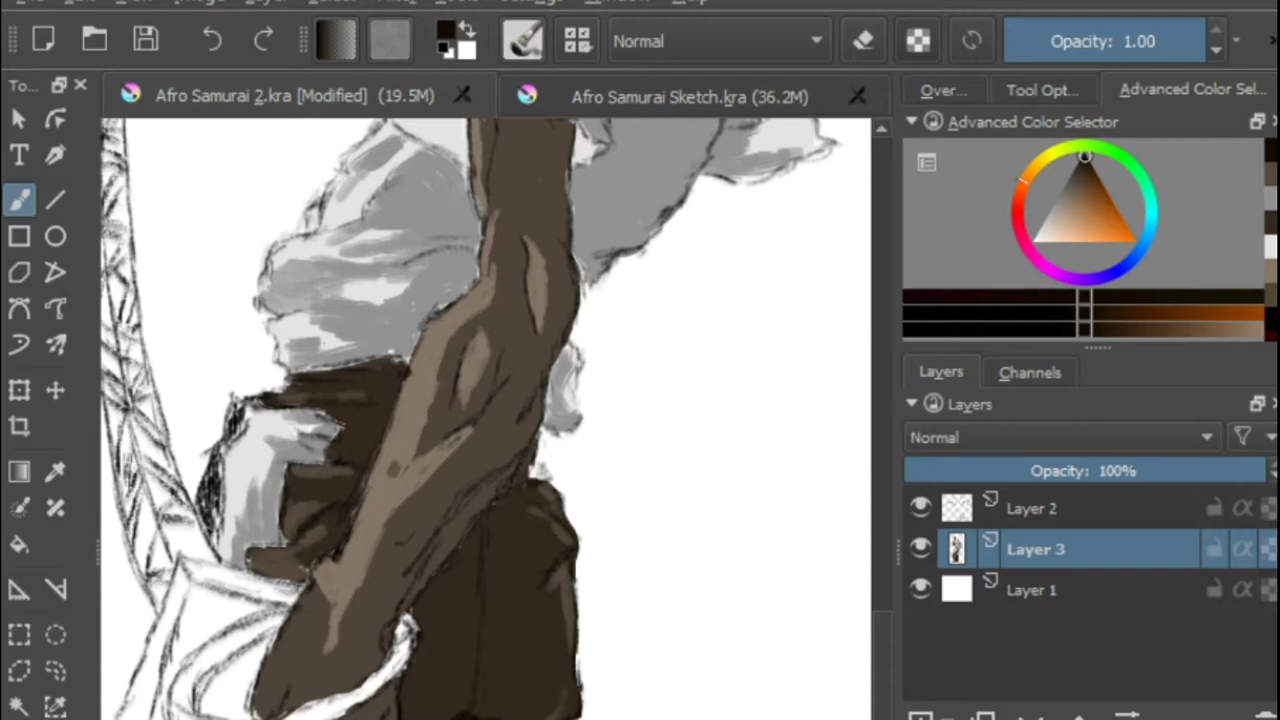 Normal
Opacity: 1.00
To...
Afro Samurai 2.kra [Modified] (19.5M)
Afro Samurai Sketch.kra (36.2M)
Over...
Tool Opt...
Advanced Color Sel...
Advanced Color Selector
Layers
Channels
Layers
Normal
Opacity: 100%
Layer 2
Layer 3
Layer 1